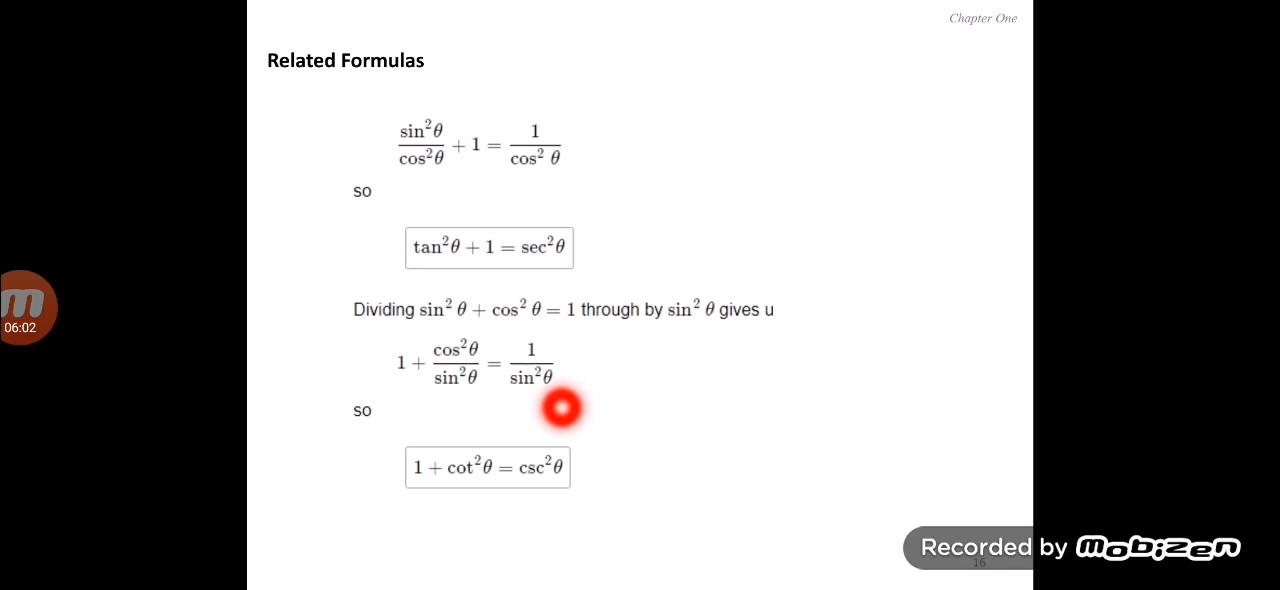 Chapter One
Related Formulas
sin²θ/cos²θ + 1 = 1/cos² θ
so
tan²θ + 1 = sec²θ
Dividing sin² θ + cos² θ = 1 through by sin² θ gives u
1 + cos²θ/sin²θ = 1/sin²θ
so
1 + cot²θ = csc²θ
06:02
Recorded by mobizen
16